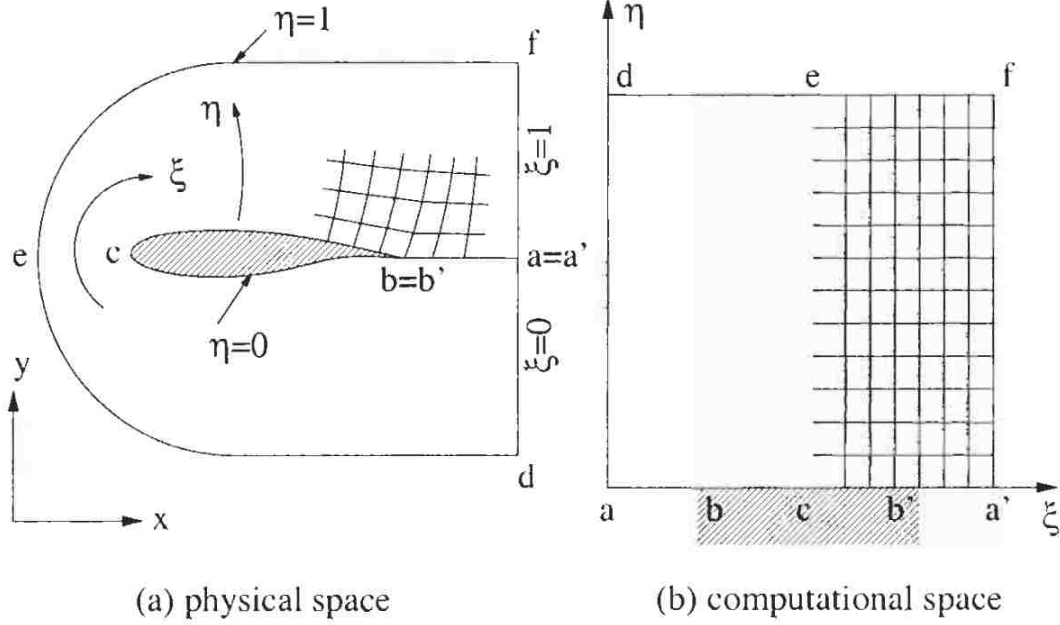 η=1
f
η
ξ
ξ=1
e
c
b=b'
a=a'
η=0
ξ=0
y
x
d
(a) physical space
η
d
e
f
a
b
c
b'
a'
ξ
(b) computational space